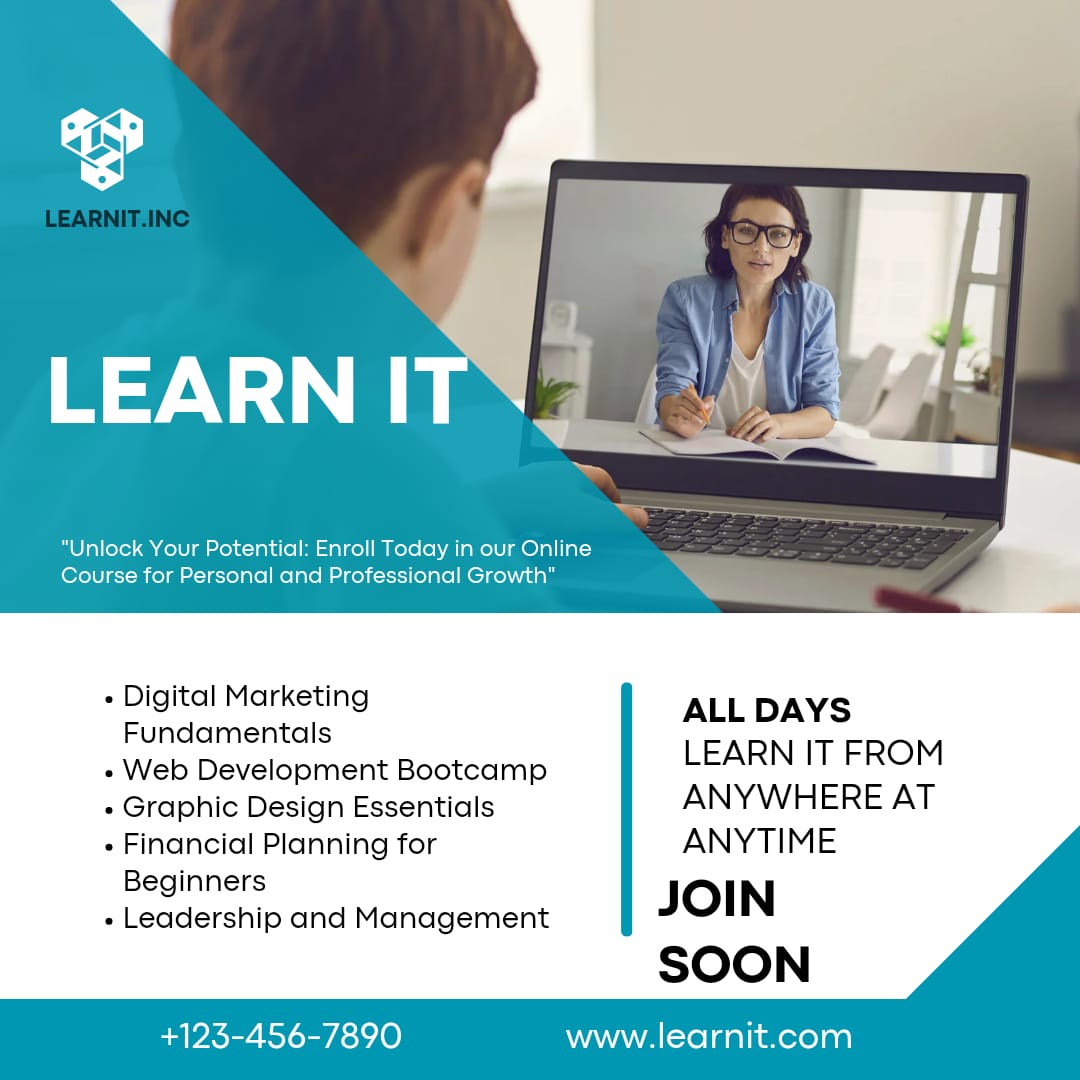 LEARNIT.INC
LEARN IT
"Unlock Your Potential: Enroll Today in our Online
Course for Personal and Professional Growth"
• Digital Marketing
Fundamentals
• Web Development Bootcamp
• Graphic Design Essentials
• Financial Planning for
Beginners
• Leadership and Management
ALL DAYS
LEARN IT FROM
ANYWHERE AT
ANYTIME
JOIN
SOON
+123-456-7890
www.learnit.com